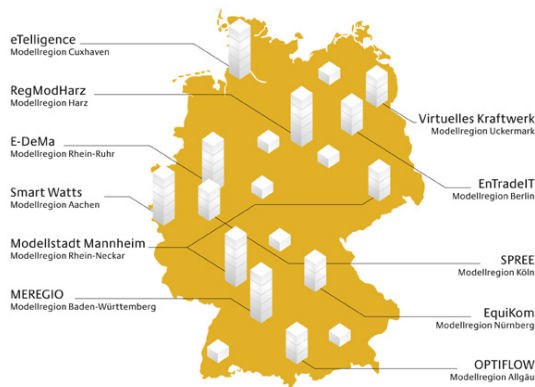 eTelligence
Modellregion Cuxhaven
RegModHarz
Modellregion Harz
E-DeMa
Modellregion Rhein-Ruhr
Smart Watts
Modellregion Aachen
Modellstadt Mannheim
Modellregion Rhein-Neckar
MEREGIO
Modellregion Baden-Württemberg
Virtuelles Kraftwerk
Modellregion Uckermark
EnTradeIT
Modellregion Berlin
SPREE
Modellregion Köln
EquiKom
Modellregion Nürnberg
OPTIFLOW
Modellregion Allgäu